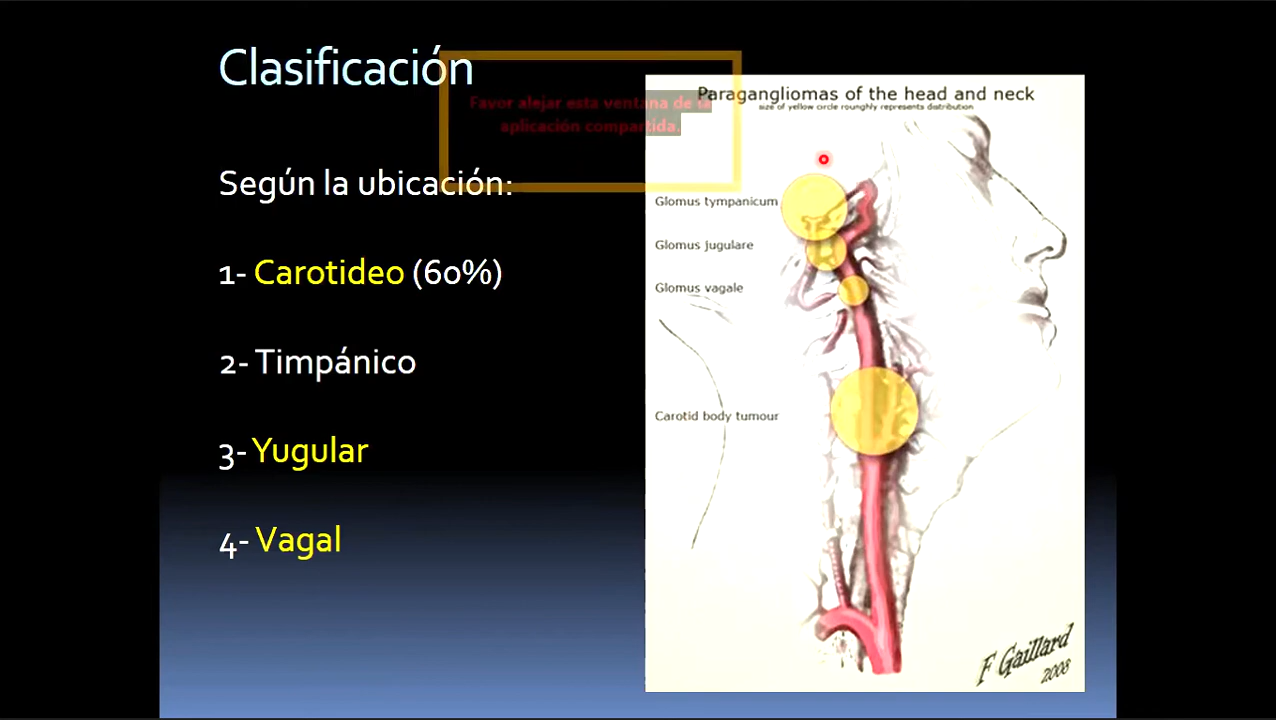 Clasificación
Favor alejar esta ventana de la
aplicación compartida.
Según la ubicación:
1- Carotideo (60%)
2- Timpánico
3- Yugular
4- Vagal
Paragangliomas of the head and neck
size of yellow circle rounghly represents distribution
Glomus tympanicum
Glomus jugulare
Glomus vagale
Carotid body tumour
F Gaillard
2008